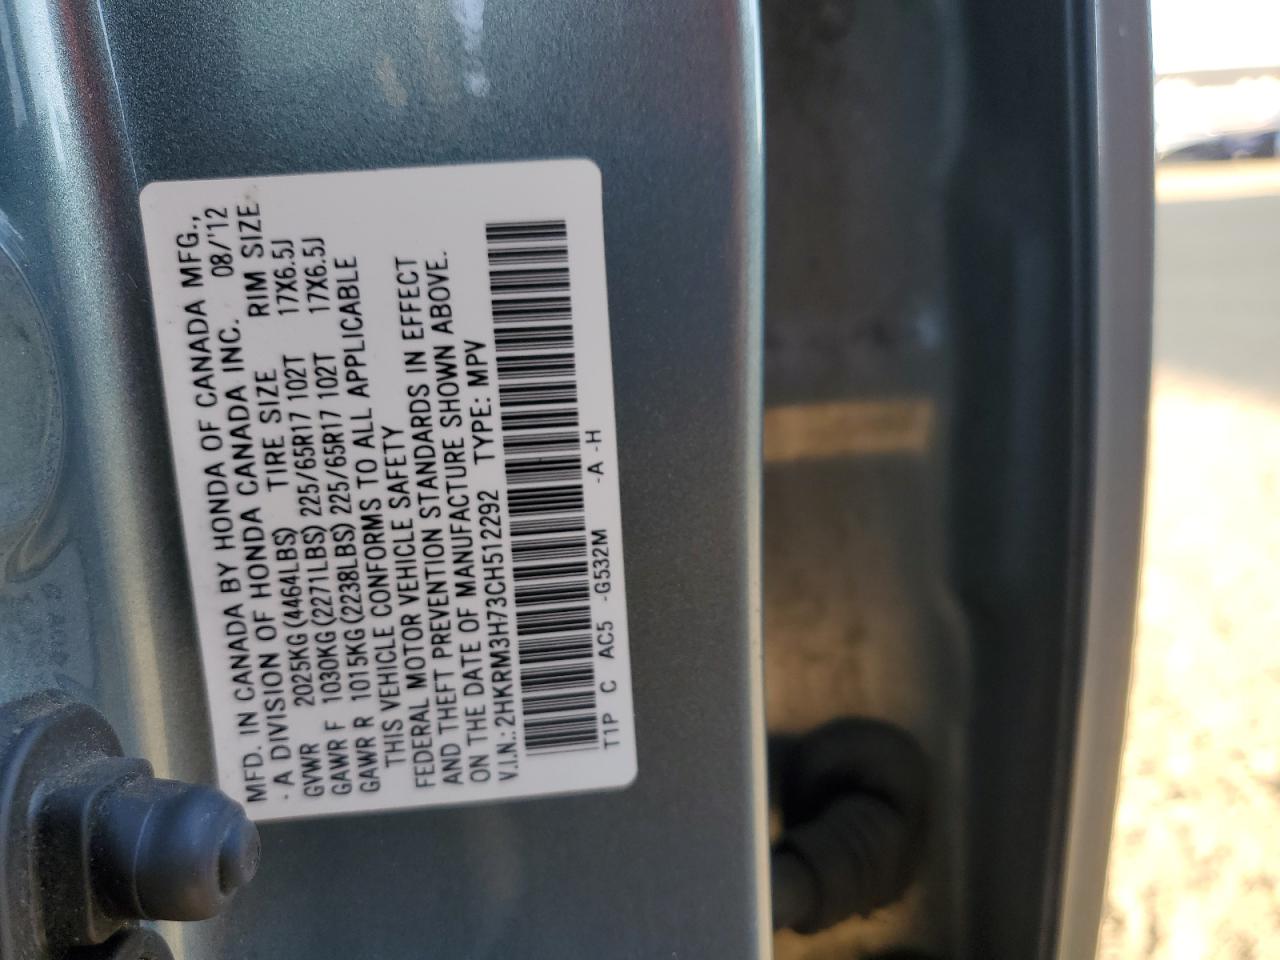 MFD. IN CANADA BY HONDA OF CANADA MFG.,
- A DIVISION OF HONDA CANADA INC. 08/'12
GVWR 2025KG(4464LBS) TIRE SIZE RIM SIZE
GAWR F 1030KG(2271LBS) 225/65R17 102T 17X6.5J
GAWR R 1015KG(2238LBS) 225/65R17 102T 17X6.5J
THIS VEHICLE CONFORMS TO ALL APPLICABLE
FEDERAL MOTOR VEHICLE SAFETY
AND THEFT PREVENTION STANDARDS IN EFFECT
ON THE DATE OF MANUFACTURE SHOWN ABOVE.
V.I.N.: 2HKRM3H73CH512292 TYPE: MPV
T1P C AC5 -G532M -A -H